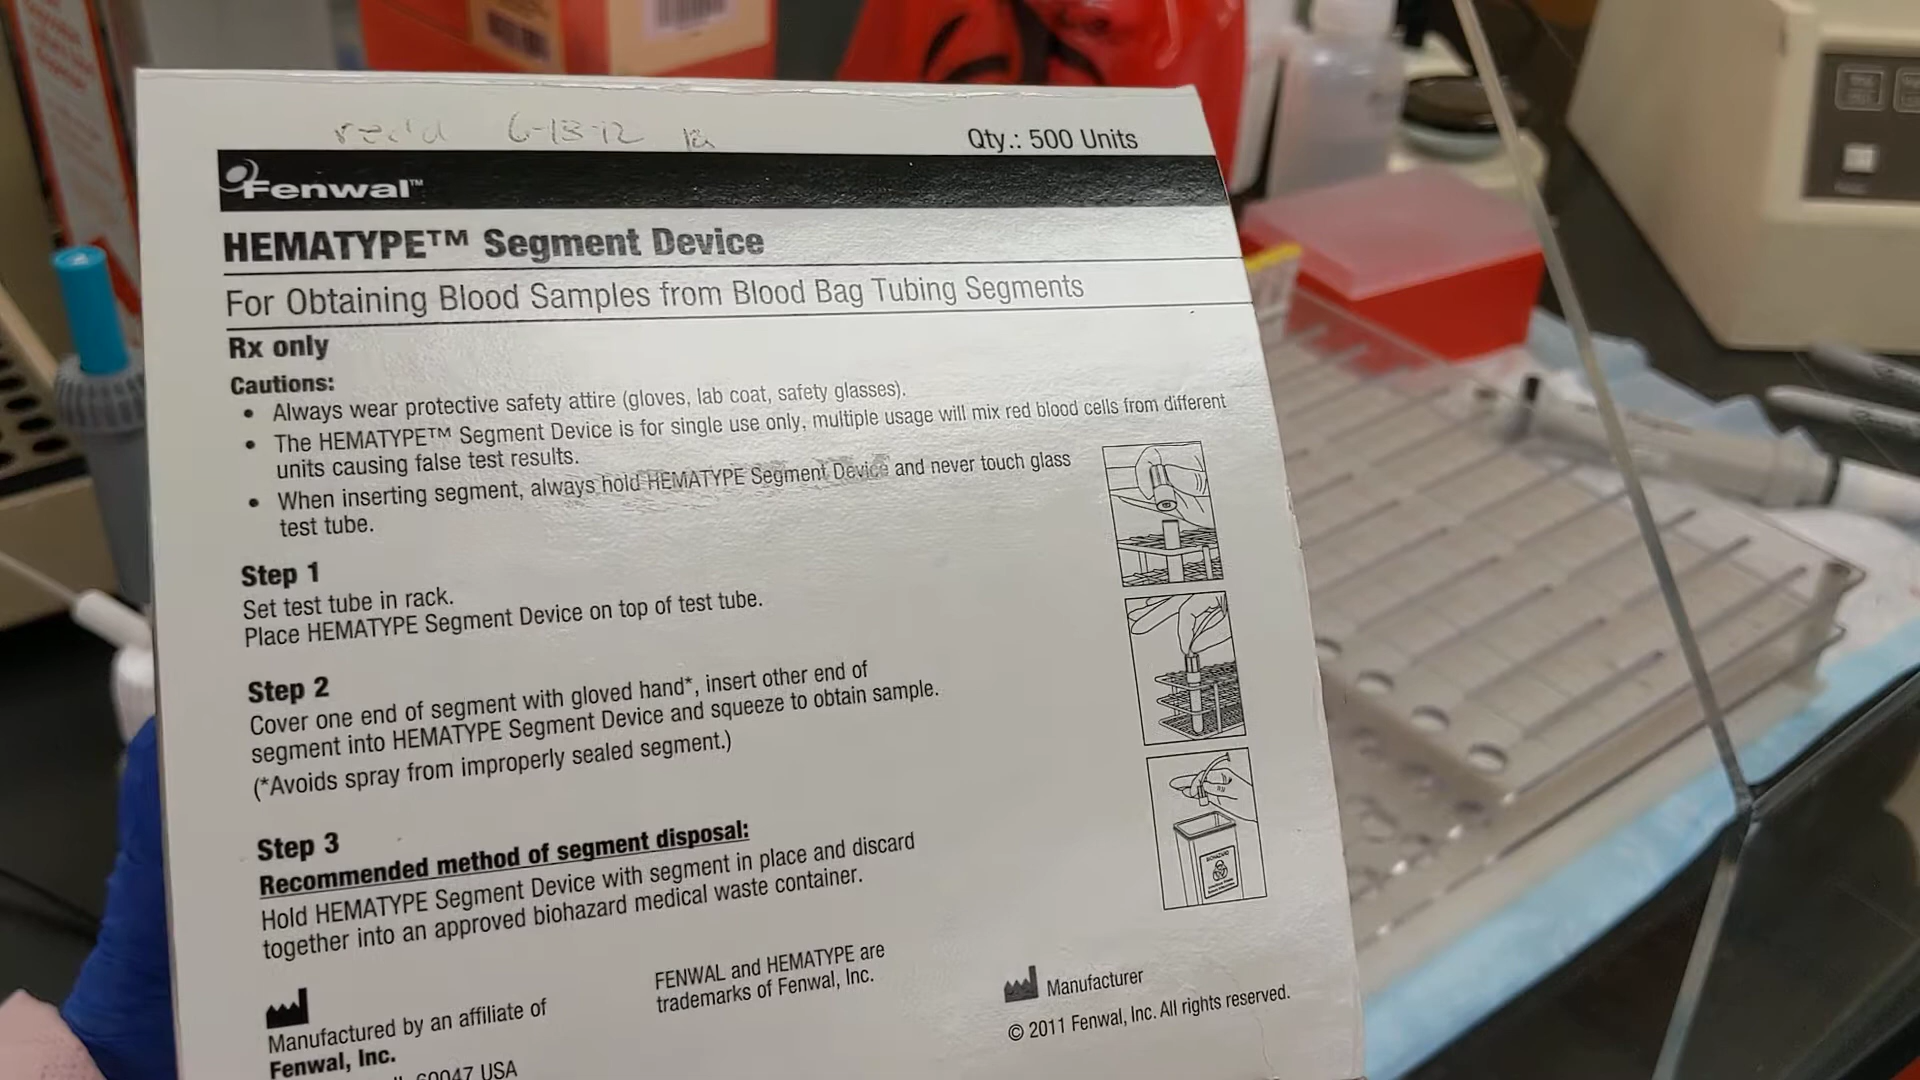 rec'd 6-13-12
Qty.: 500 Units
Fenwal™
HEMATYPE™ Segment Device
For Obtaining Blood Samples from Blood Bag Tubing Segments
Rx only
Cautions:
• Always wear protective safety attire (gloves, lab coat, safety glasses).
• The HEMATYPE™ Segment Device is for single use only, multiple usage will mix red blood cells from different
units causing false test results.
• When inserting segment, always hold HEMATYPE Segment Device and never touch glass
test tube.
Step 1
Set test tube in rack.
Place HEMATYPE Segment Device on top of test tube.
Step 2
Cover one end of segment with gloved hand*, insert other end of
segment into HEMATYPE Segment Device and squeeze to obtain sample.
(*Avoids spray from improperly sealed segment.)
Step 3
Recommended method of segment disposal:
Hold HEMATYPE Segment Device with segment in place and discard
together into an approved biohazard medical waste container.
BIOHAZARD
Manufactured by an affiliate of
Fenwal, Inc.
60047 USA
FENWAL and HEMATYPE are
trademarks of Fenwal, Inc.
Manufacturer
© 2011 Fenwal, Inc. All rights reserved.